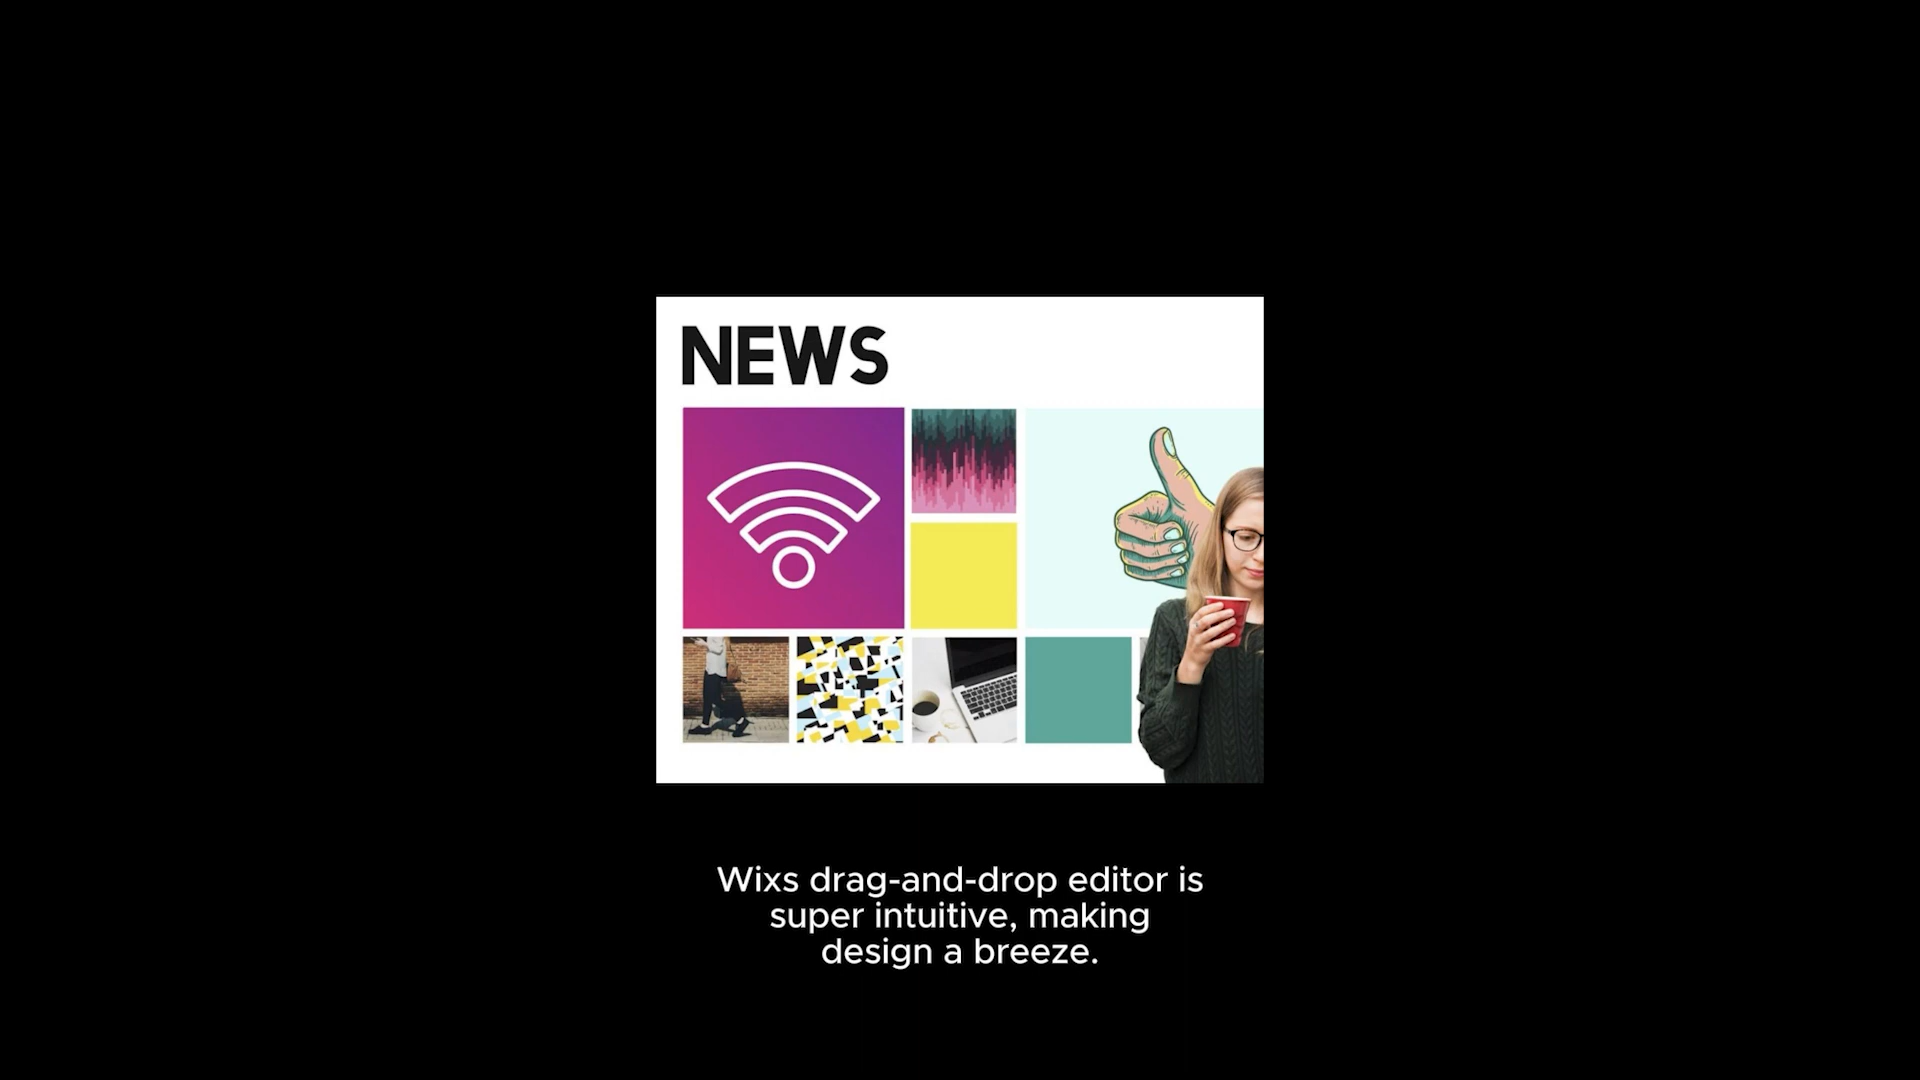 NEWS
Wixs drag-and-drop editor is
super intuitive, making
design a breeze.